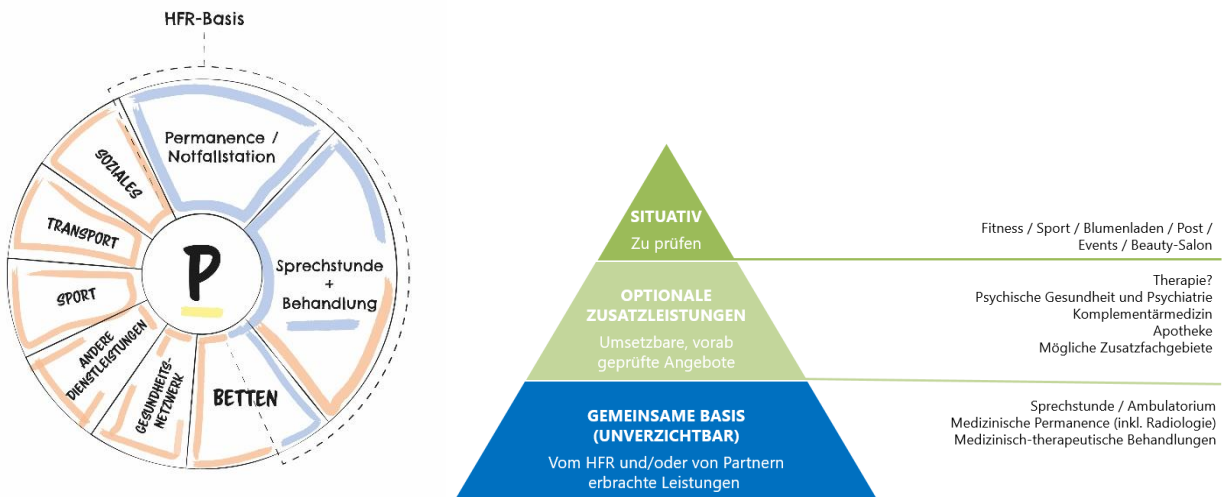 HFR-Basis
Permanence /
Notfallstation
Sprechstunde
+
Behandlung
BETTEN
GESUNDHEITS-
NETZWERK
ANDERE
DIENSTLEISTUNGEN
SPORT
TRANSPORT
SOZIALES
P
SITUATIV
Zu prüfen
OPTIONALE
ZUSATZLEISTUNGEN
Umsetzbare, vorab
geprüfte Angebote
GEMEINSAME BASIS
(UNVERZICHTBAR)
Vom HFR und/oder von Partnern
erbrachte Leistungen
Fitness / Sport / Blumenladen / Post /
Events / Beauty-Salon
Therapie?
Psychische Gesundheit und Psychiatrie
Komplementärmedizin
Apotheke
Mögliche Zusatzfachgebiete
Sprechstunde / Ambulatorium
Medizinische Permanence (inkl. Radiologie)
Medizinisch-therapeutische Behandlungen